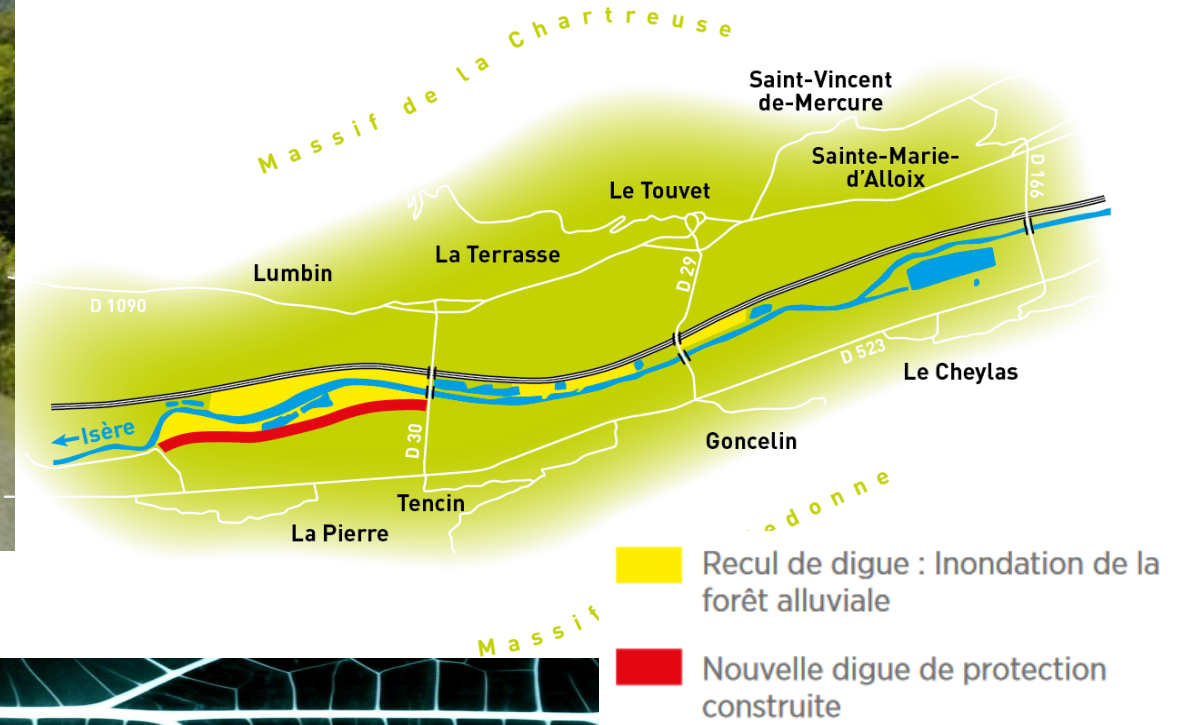 Massif de la Chartreuse
Saint-Vincent
de-Mercure
Sainte-Marie-
d’Alloix
D 166
Le Touvet
La Terrasse
D 29
Lumbin
D 1090
D 523
Le Cheylas
←Isère
D 30
Goncelin
Tencin
La Pierre
Massif
edonne
Recul de digue : Inondation de la
forêt alluviale
Nouvelle digue de protection
construite